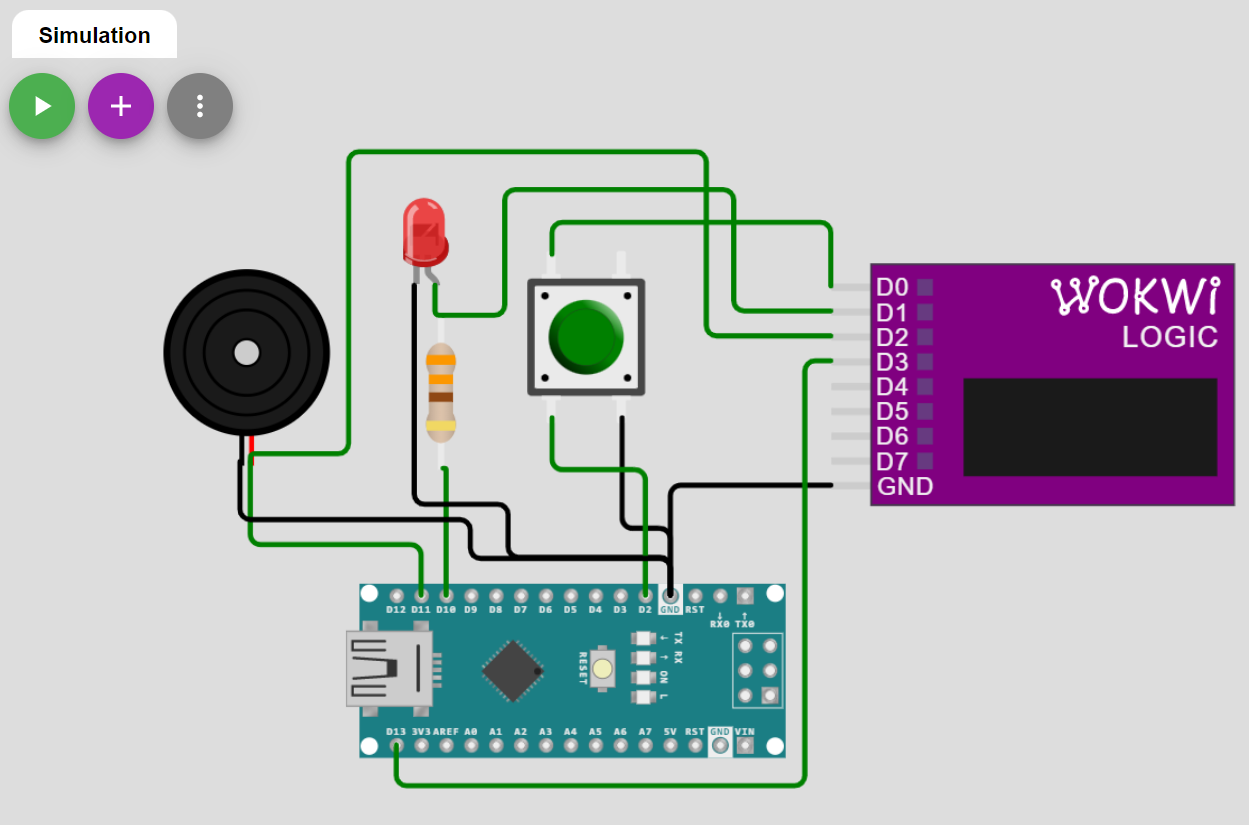 Simulation
WOKWi
LOGIC
D0
D1
D2
D3
D4
D5
D6
D7
GND
D12 D11 D10 D9 D8 D7 D6 D5 D4 D3 D2 GND RST
↓ ↑
RX0 TX0
RESET
TX
RX
ON
L
↓
↑
D13 3V3 AREF A0 A1 A2 A3 A4 A5 A6 A7 5V RST GND VIN